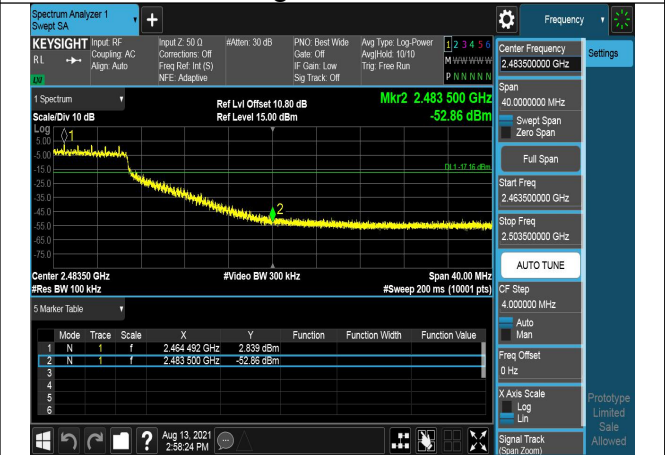 Spectrum Analyzer 1
Swept SA
+
Frequency
KEYSIGHT Input: RF
RL
Coupling: AC
Align: Auto
Input Z: 50 Ω
Corrections: Off
Freq Ref: Int (S)
NFE: Adaptive
#Atten: 30 dB
PNO: Best Wide
Gate: Off
IF Gain: Low
Sig Track: Off
Avg Type: Log-Power
Avg|Hold: 10/10
Trig: Free Run
1 2 3 4 5 6
M W W W W W
P N N N N N
LXI
1 Spectrum
Scale/Div 10 dB
Ref Lvl Offset 10.80 dB
Ref Level 15.00 dBm
Mkr2 2.483 500 GHz
-52.86 dBm
Log
1
5.00
-5.00
-15.0
-25.0
-35.0
-45.0
-55.0
-65.0
-75.0
DL1 -17.16 dBm
2
Center 2.48350 GHz
#Video BW 300 kHz
Span 40.00 MHz
#Res BW 100 kHz
#Sweep 200 ms (10001 pts)
5 Marker Table
Mode Trace Scale X Y Function Function Width Function Value
1 N 1 f 2.464 492 GHz 2.839 dBm
2 N 1 f 2.483 500 GHz -52.86 dBm
3
4
5
6
Aug 13, 2021
2:58:24 PM
?
Center Frequency
2.483500000 GHz
Settings
Span
40.0000000 MHz
Swept Span
Zero Span
Full Span
Start Freq
2.463500000 GHz
Stop Freq
2.503500000 GHz
AUTO TUNE
CF Step
4.000000 MHz
Auto
Man
Freq Offset
0 Hz
X Axis Scale
Log
Lin
Signal Track
(Span Zoom)
Prototype
Limited
Sale
Allowed